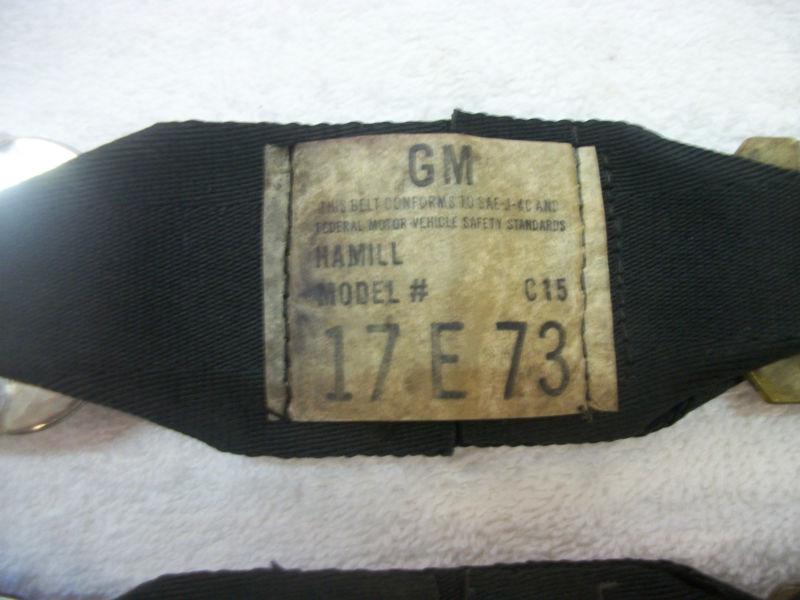 GM
THIS BELT CONFORMS TO SAE-J-4C AND
FEDERAL MOTOR VEHICLE SAFETY STANDARDS
HAMILL
MODEL # C15
17 E 73